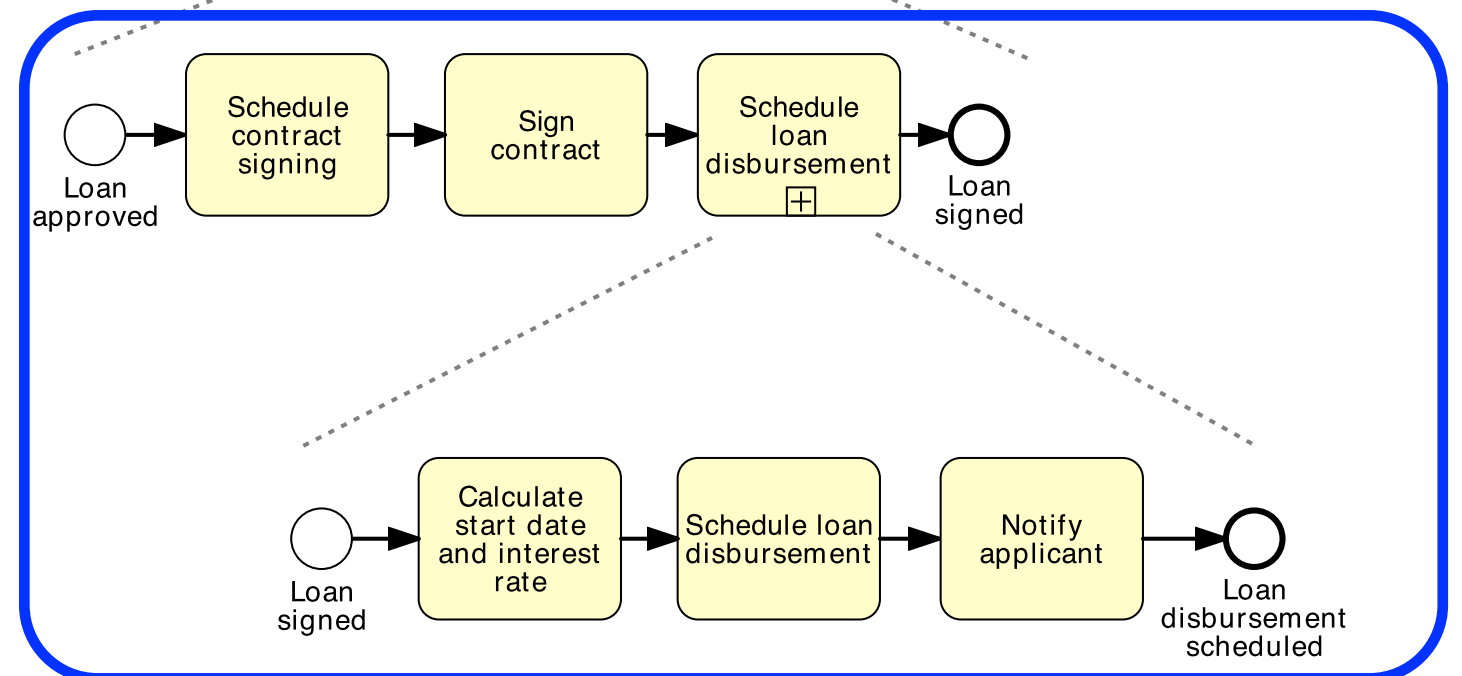 Schedule
contract
signing
Sign
contract
Schedule
loan
disbursement
Loan
approved
Loan
signed
Calculate
start date
and interest
rate
Schedule loan
disbursement
Notify
applicant
Loan
signed
Loan
disbursement
scheduled